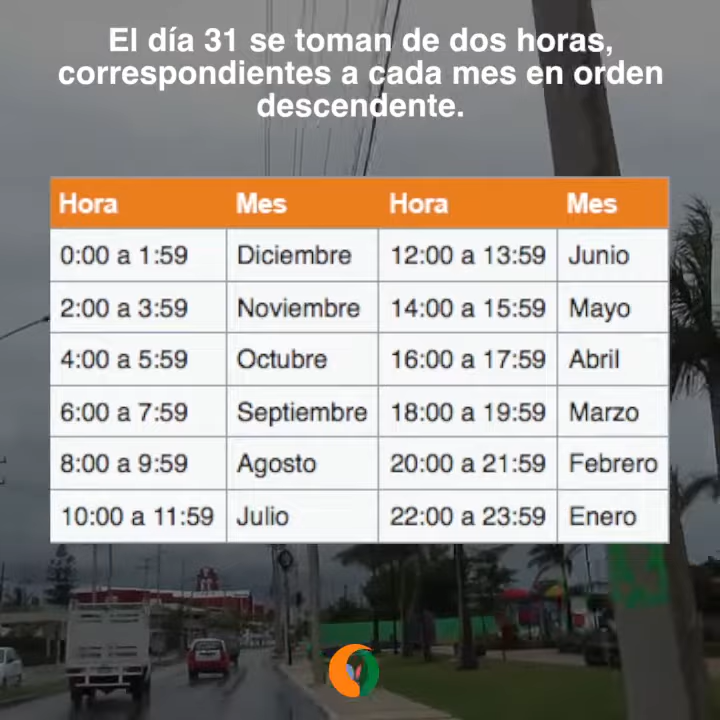 El día 31 se toman de dos horas,
correspondientes a cada mes en orden
descendente.
Hora Mes Hora Mes
0:00 a 1:59 Diciembre 12:00 a 13:59 Junio
2:00 a 3:59 Noviembre 14:00 a 15:59 Mayo
4:00 a 5:59 Octubre 16:00 a 17:59 Abril
6:00 a 7:59 Septiembre 18:00 a 19:59 Marzo
8:00 a 9:59 Agosto 20:00 a 21:59 Febrero
10:00 a 11:59 Julio 22:00 a 23:59 Enero